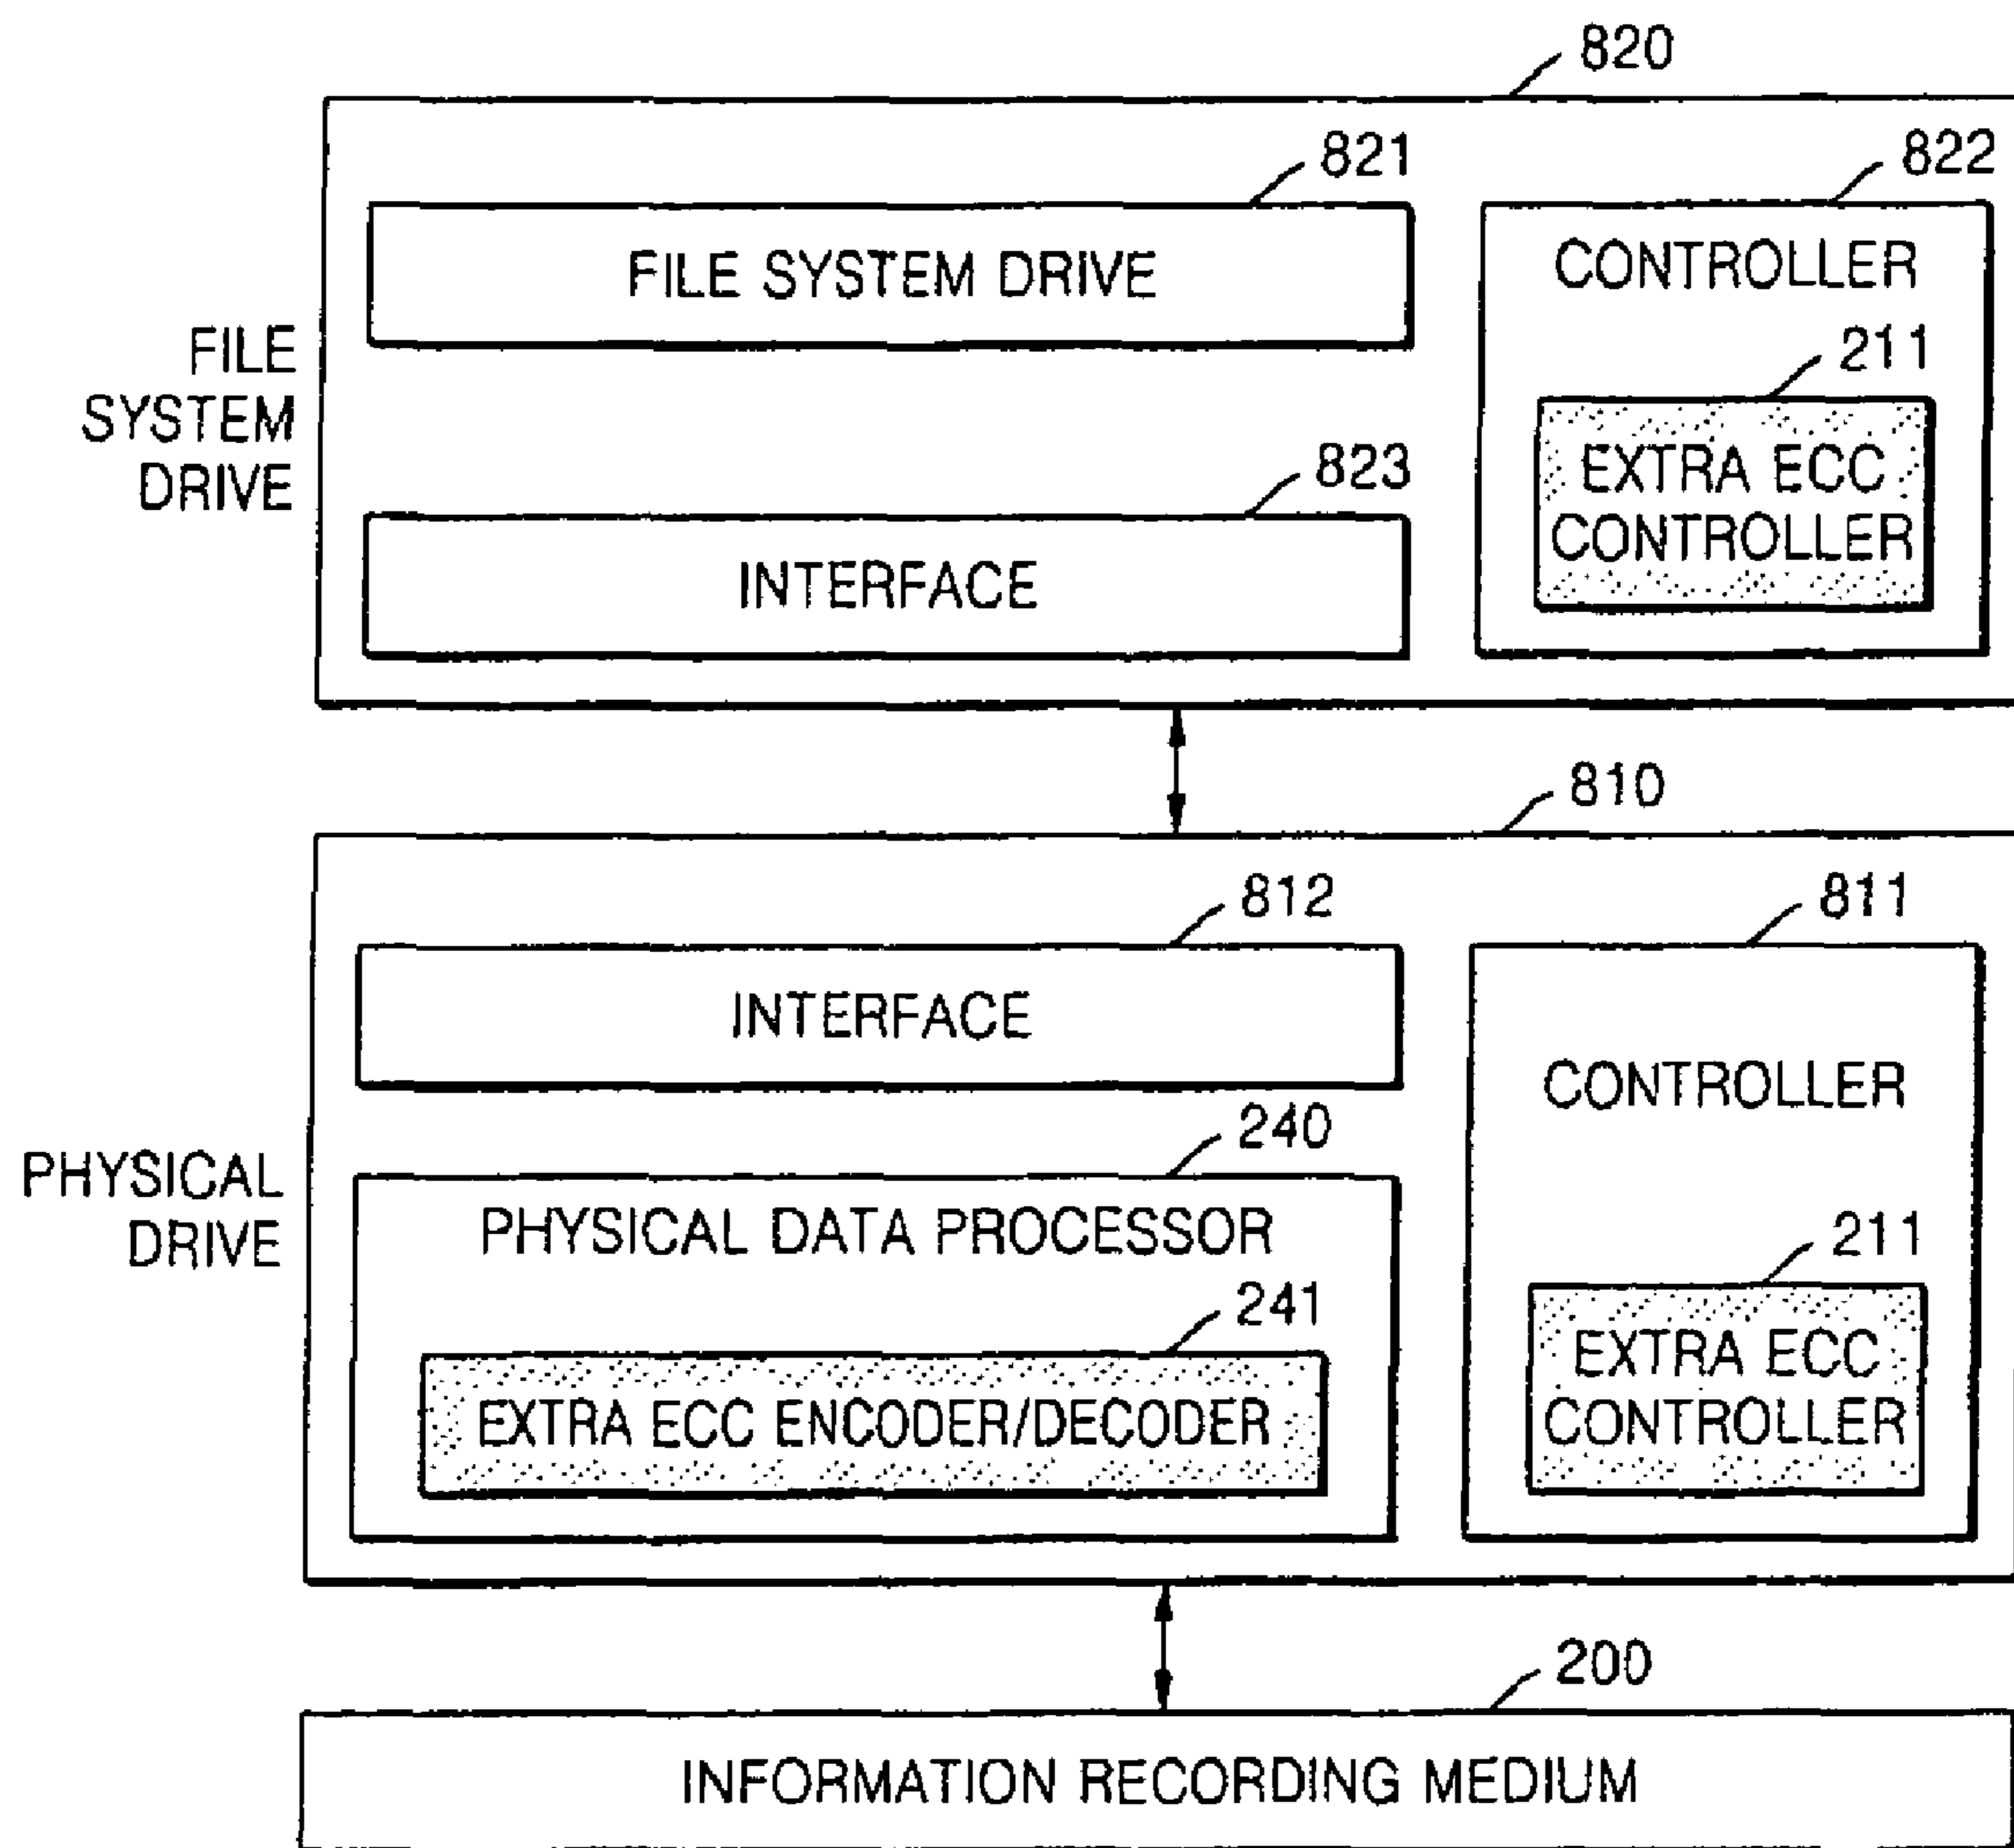 820
821
822
FILE SYSTEM DRIVE
CONTROLLER
211
FILE
SYSTEM
DRIVE
EXTRA ECC
CONTROLLER
823
INTERFACE
810
812
811
INTERFACE
CONTROLLER
240
PHYSICAL
DRIVE
PHYSICAL DATA PROCESSOR
211
241
EXTRA ECC
CONTROLLER
EXTRA ECC ENCODER/DECODER
200
INFORMATION RECORDING MEDIUM